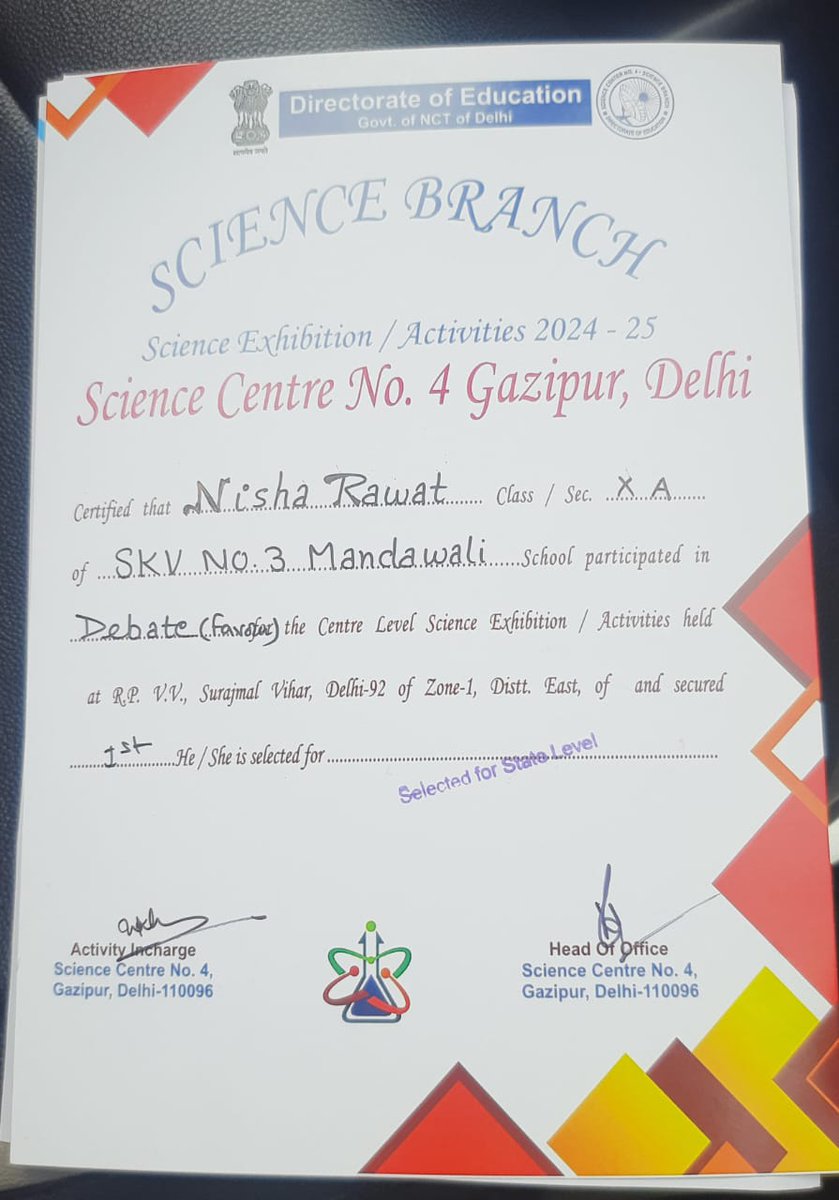 Directorate of Education
Govt. of NCT of Delhi
सत्यमेव जयते
SCIENCE BRANCH
Science Exhibition / Activities 2024 - 25
Science Centre No. 4 Gazipur, Delhi
Certified that Nisha Rawat Class / Sec. X A
of SKV NO. 3 Mandawali School participated in
Debate the Centre Level Science Exhibition / Activities held
at R.P. V.V., Surajmal Vihar, Delhi-92 of Zone-1, Distt. East, of and secured
1st He / She is selected for
Selected for State Level
Activity Incharge
Science Centre No. 4,
Gazipur, Delhi-110096
Head Of Office
Science Centre No. 4,
Gazipur, Delhi-110096